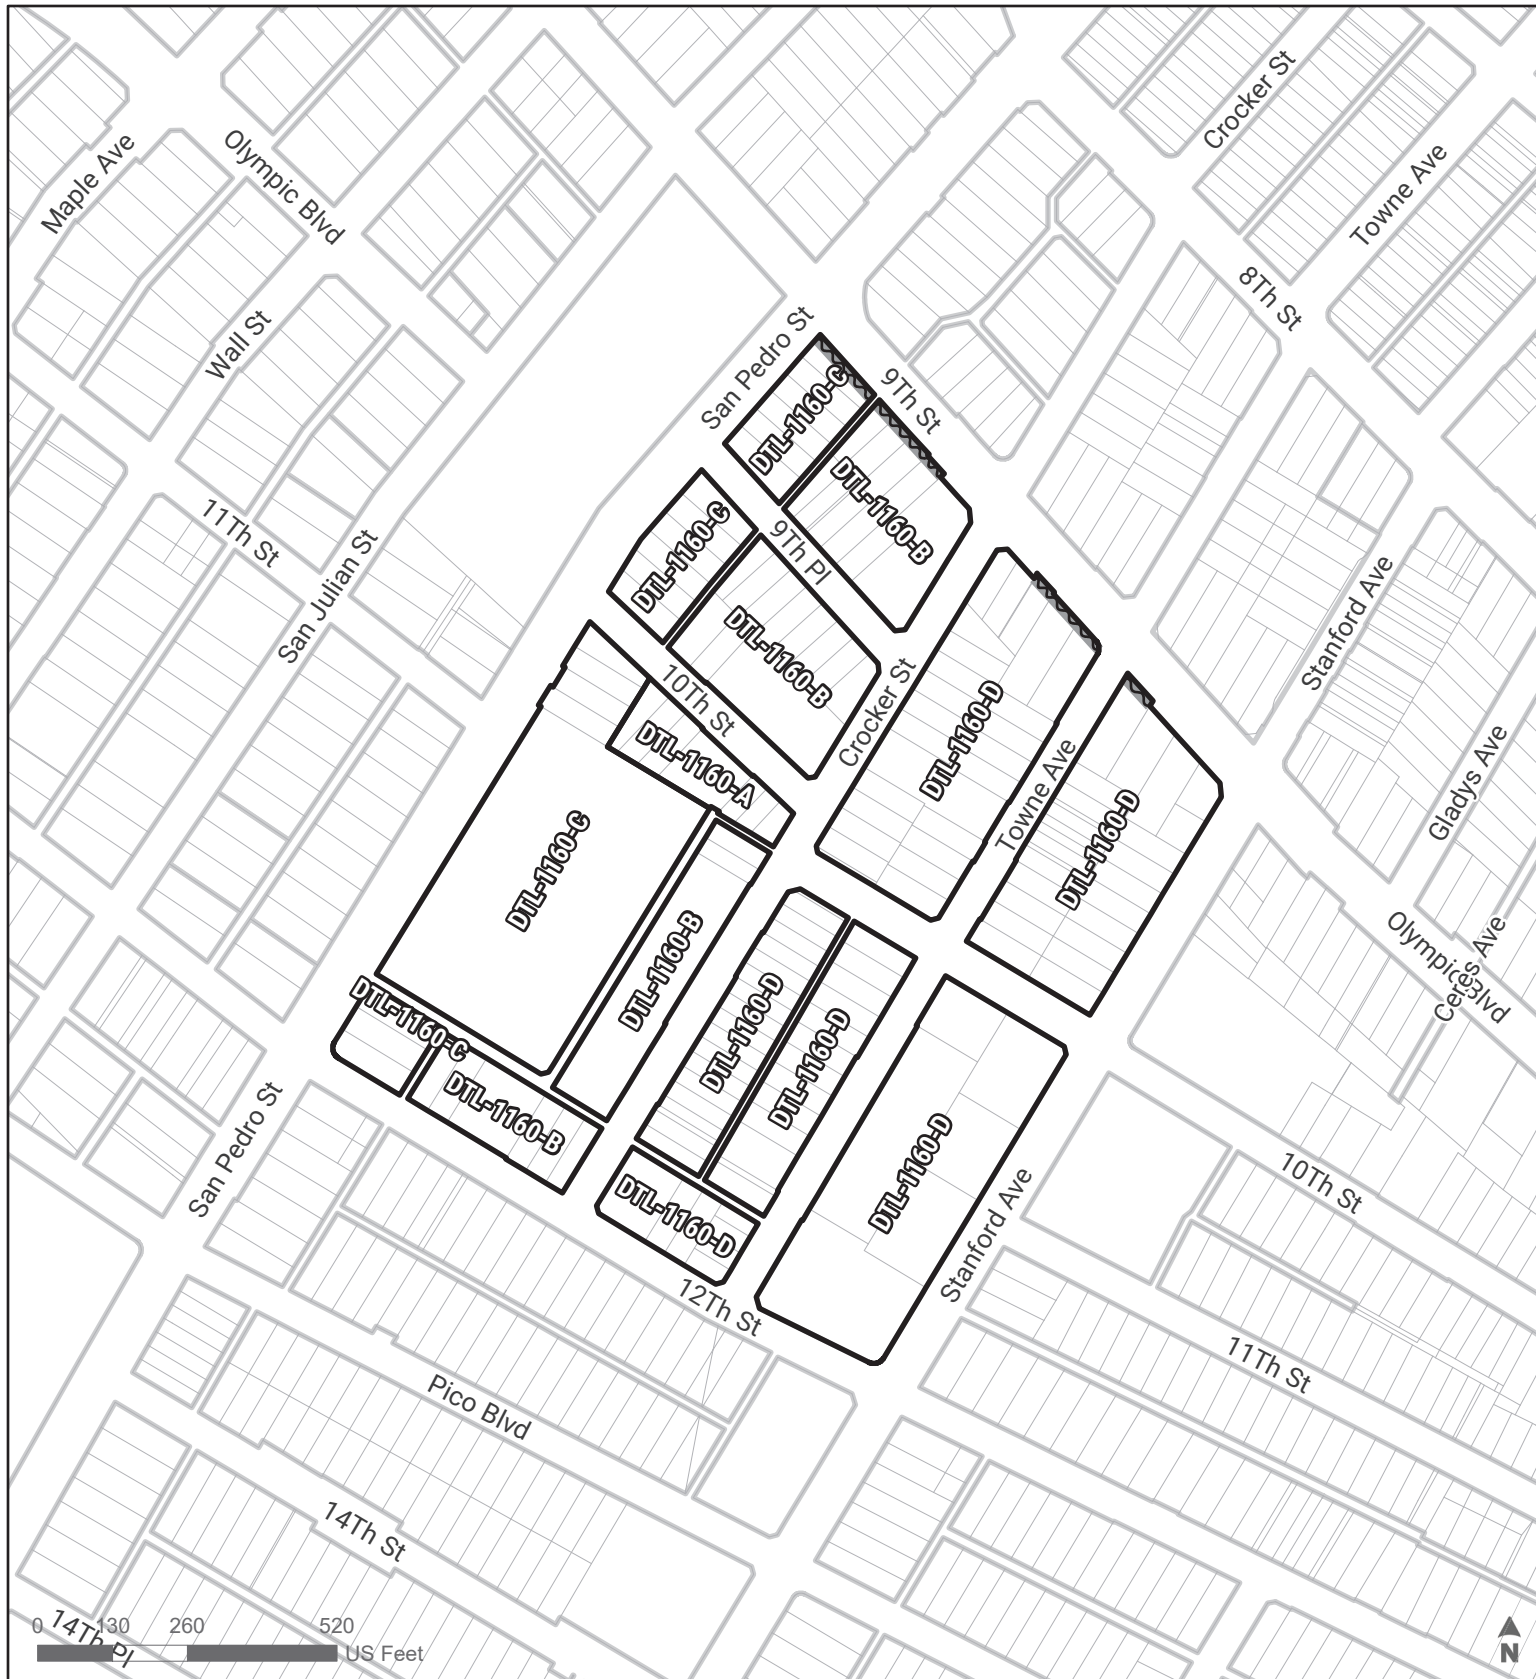 Crocker St
Maple Ave
Olympic Blvd
Towne Ave
8Th St
Wall St
San Pedro St
9Th St
DTL-1160-C
DTL-1160-B
11Th St
San Julian St
DTL-1160-C
9Th Pl
Stanford Ave
DTL-1160-B
10Th St
Crocker St
DTL-1160-D
DTL-1160-A
Towne Ave
Gladys Ave
DTL-1160-C
DTL-1160-D
DTL-1160-B
Olympic Blvd
Ceres Ave
DTL-1160-C
DTL-1160-D
DTL-1160-D
DTL-1160-B
San Pedro St
DTL-1160-D
DTL-1160-D
Stanford Ave
10Th St
12Th St
11Th St
Pico Blvd
14Th St
14Th Pl
0 130 260 520
US Feet
N